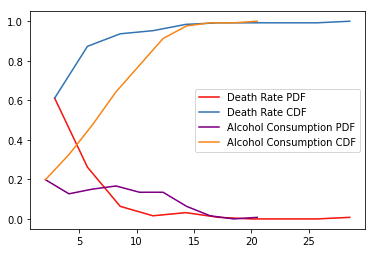 1.0
0.8
0.6
0.4
0.2
0.0
Death Rate PDF
Death Rate CDF
Alcohol Consumption PDF
Alcohol Consumption CDF
5 10 15 20 25